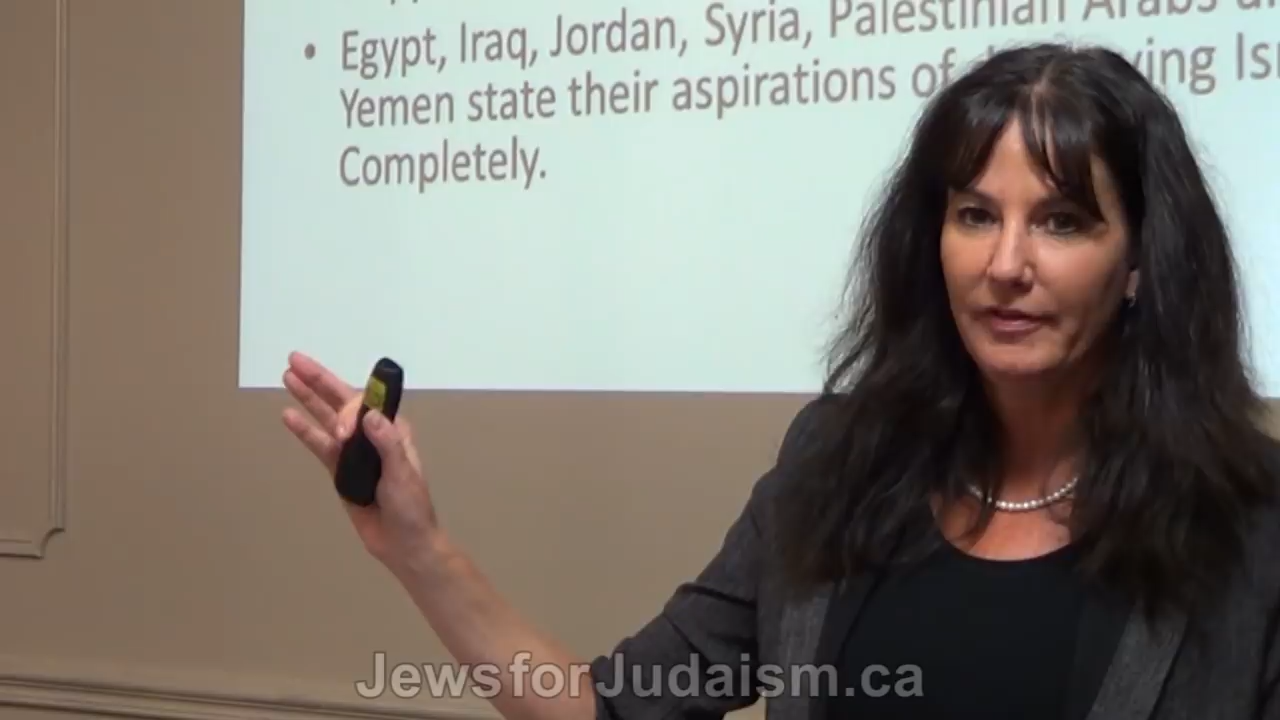 • Egypt, Iraq, Jordan, Syria, Palestinian Arabs
Yemen state their aspirations of
Completely.
JewsforJudaism.ca